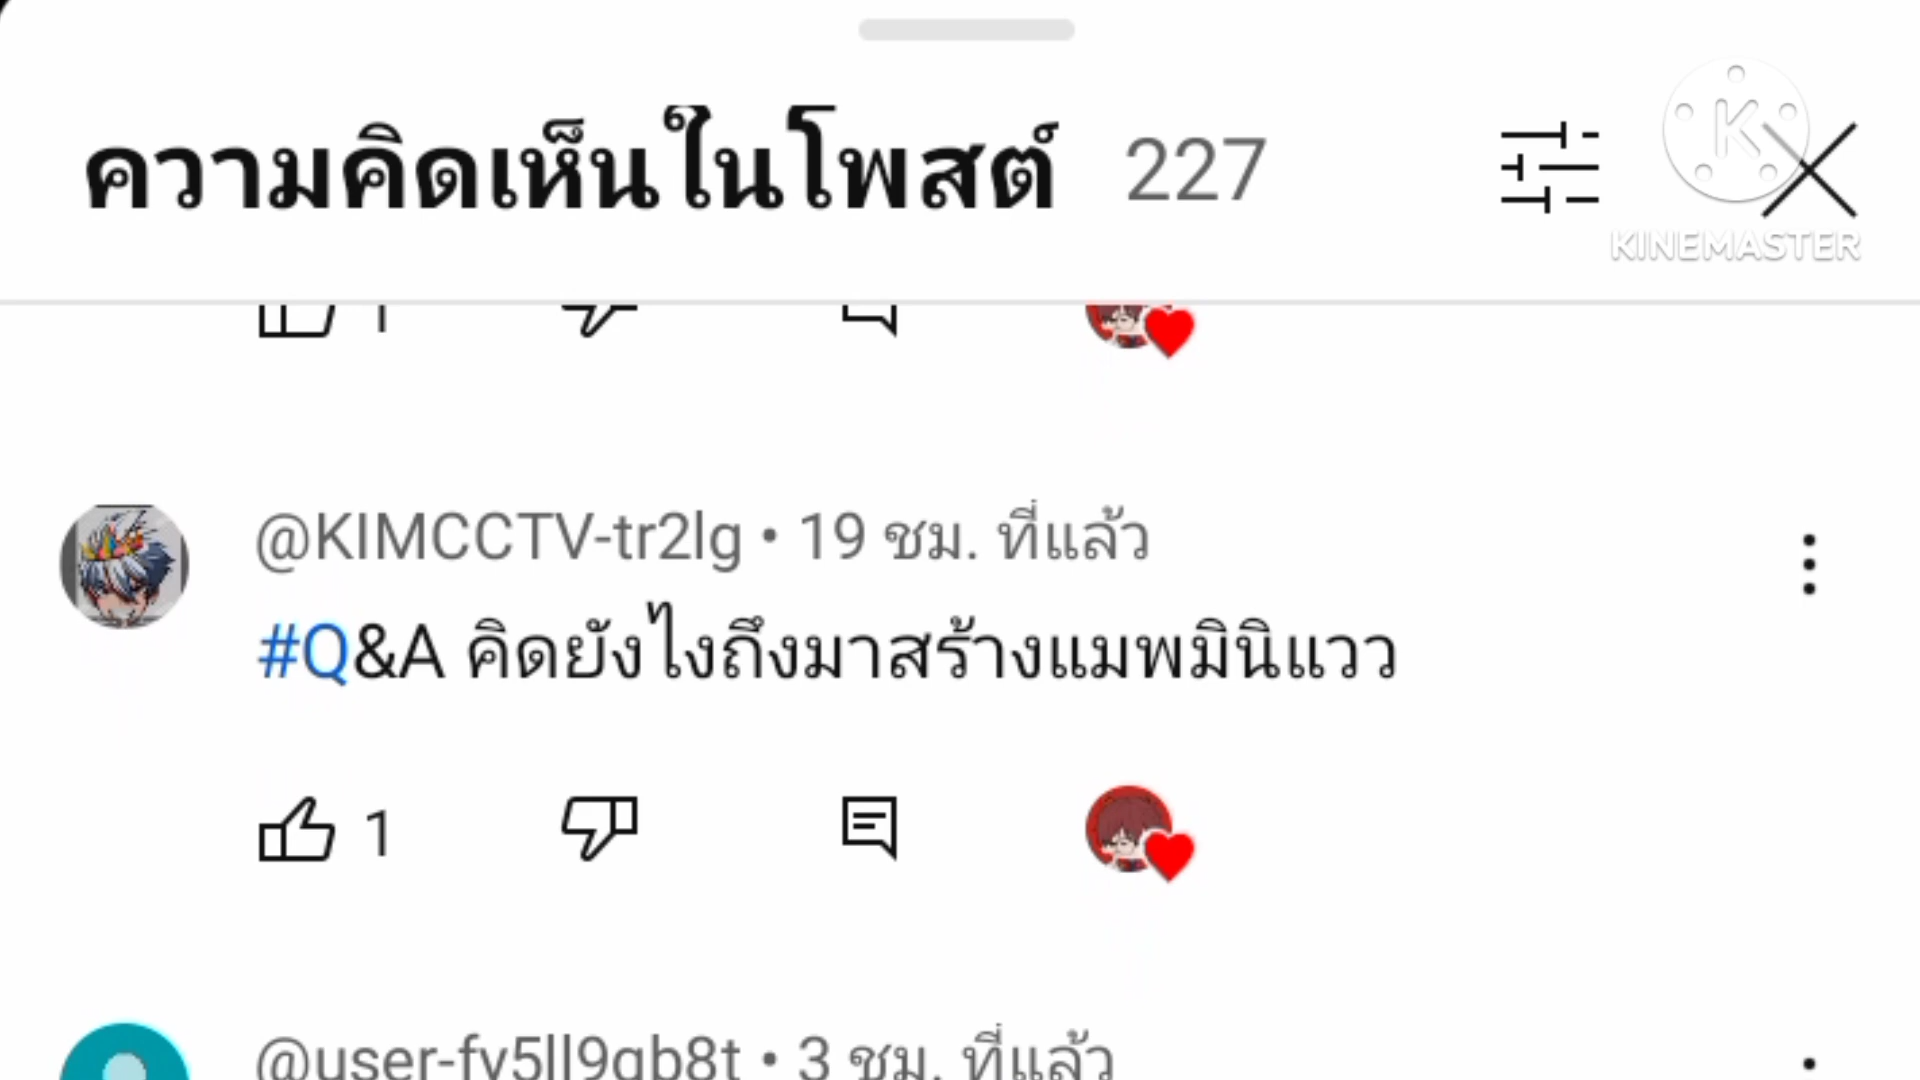 ความคิดเห็นในโพสต์ 227
KINEMASTER
1
@KIMCCTV-tr2lg • 19 ชม. ที่แล้ว
#Q&A คิดยังไงถึงมาสร้างแมพมินิแวว
1
@user-fy5ll9gb8t • 3 ชม. ที่แล้ว